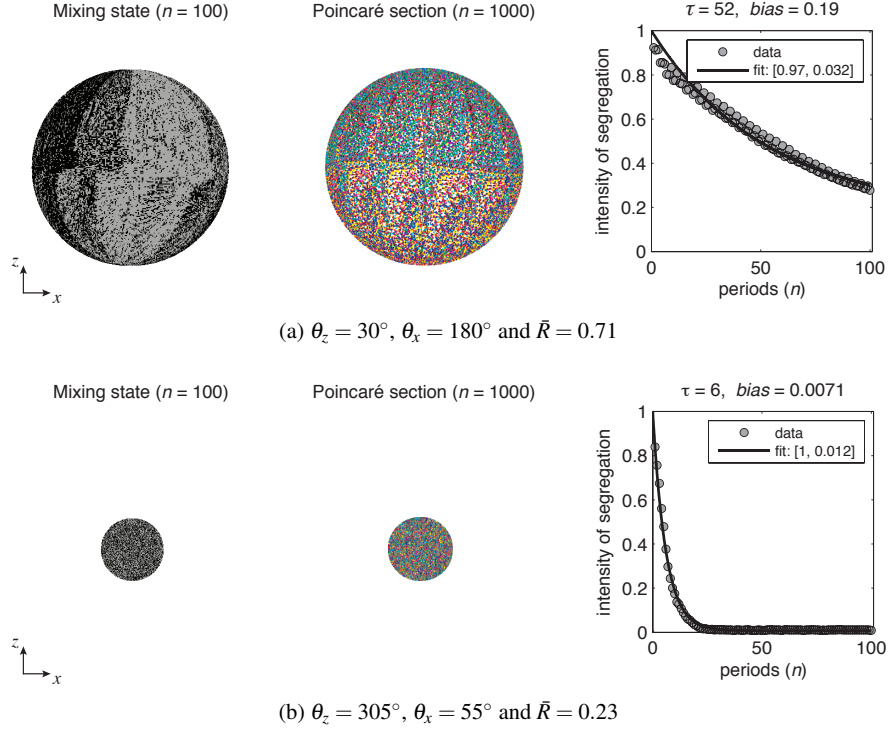 Mixing state (n = 100)
Poincaré section (n = 1000)
τ = 52, bias = 0.19
intensity of segregation
1
0.8
0.6
0.4
0.2
0
0
50
100
periods (n)
data
fit: [0.97, 0.032]
z
x
(a) θz = 30°, θx = 180° and R̄ = 0.71
Mixing state (n = 100)
Poincaré section (n = 1000)
τ = 6, bias = 0.0071
intensity of segregation
1
0.8
0.6
0.4
0.2
0
0
50
100
periods (n)
data
fit: [1, 0.012]
z
x
(b) θz = 305°, θx = 55° and R̄ = 0.23